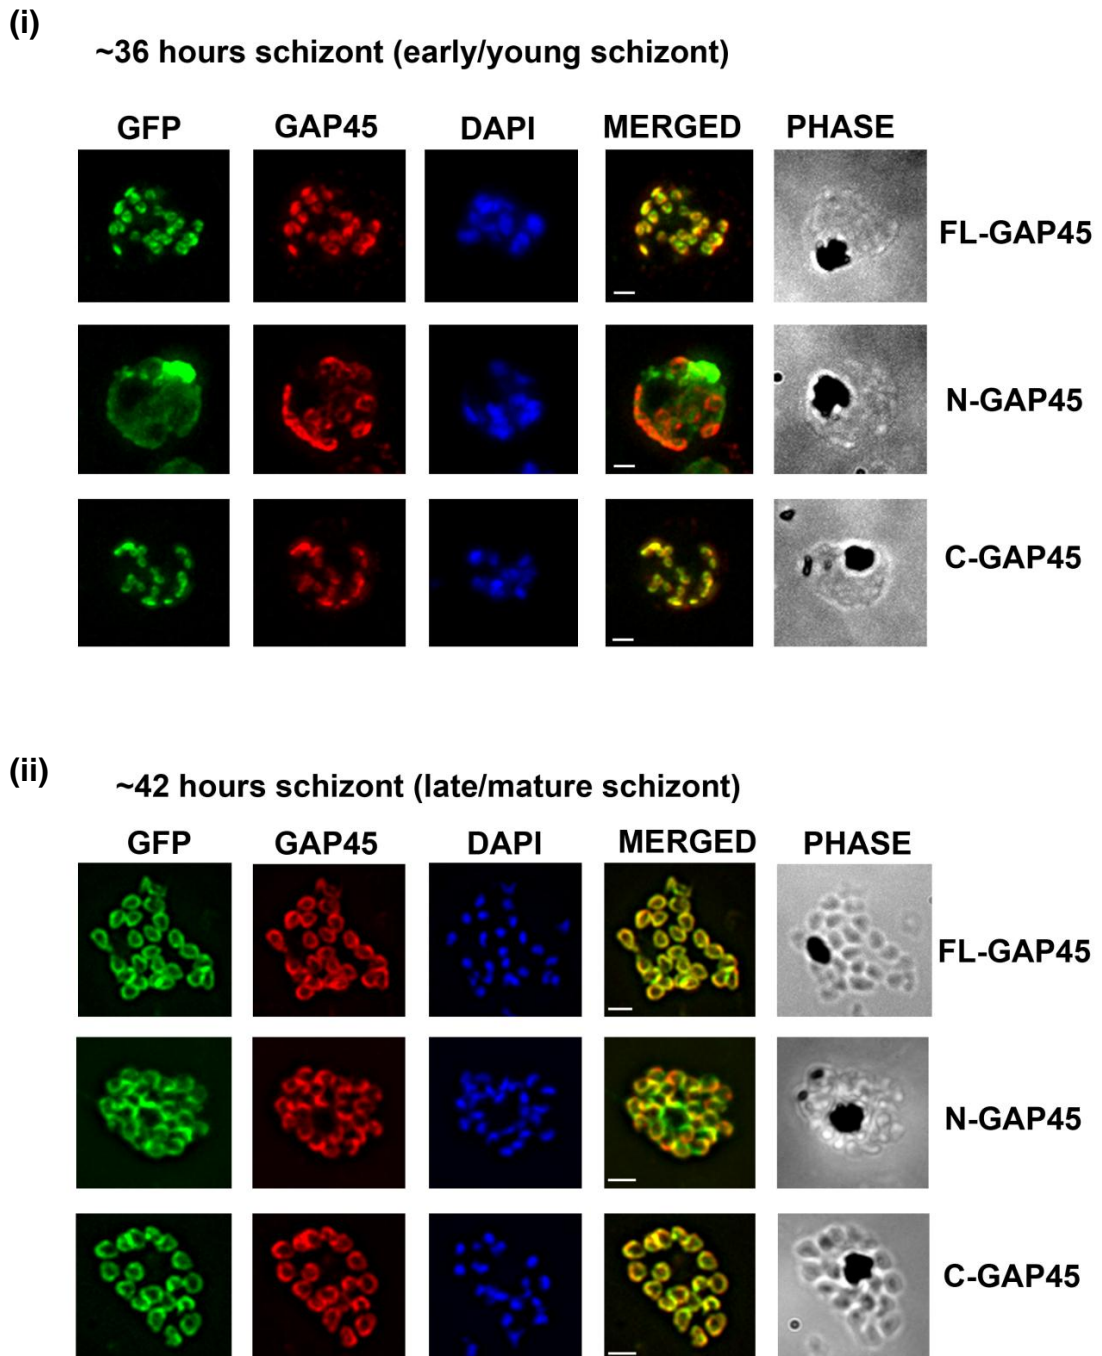 (i)
~36 hours schizont (early/young schizont)
GFP GAP45 DAPI MERGED PHASE
FL-GAP45
N-GAP45
C-GAP45
(ii)
~42 hours schizont (late/mature schizont)
GFP GAP45 DAPI MERGED PHASE
FL-GAP45
N-GAP45
C-GAP45